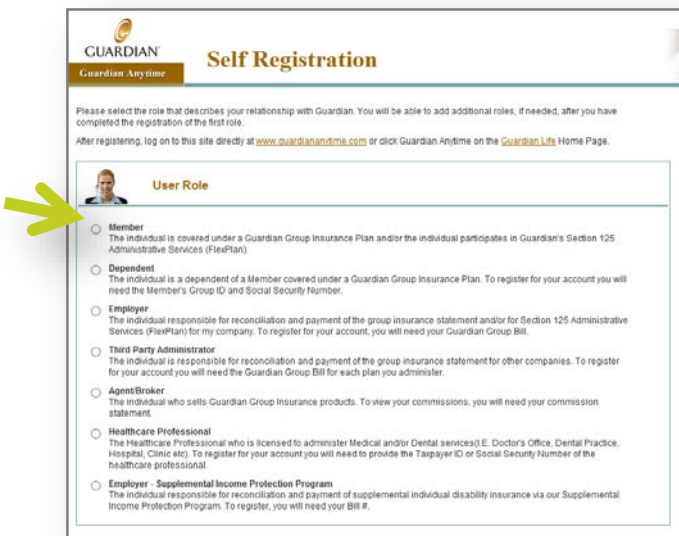 GUARDIAN
Guardian Anytime
Self Registration
Please select the role that describes your relationship with Guardian. You will be able to add additional roles, if needed, after you have
completed the registration of the first role.
After registering, log on to this site directly at www.guardiananytime.com or click Guardian Anytime on the Guardian Life Home Page.
User Role
Member
The individual is covered under a Guardian Group Insurance Plan and/or the individual participates in Guardian's Section 125
Administrative Services (FlexPlan).
Dependent
The individual is a dependent of a Member covered under a Guardian Group Insurance Plan. To register for your account you will
need the Member's Group ID and Social Security Number.
Employer
The individual responsible for reconciliation and payment of the group insurance statement and/or for Section 125 Administrative
Services (FlexPlan) for my company. To register for your account, you will need your Guardian Group Bill.
Third Party Administrator
The individual is responsible for reconciliation and payment of the group insurance statement for other companies. To register
for your account you will need the Guardian Group Bill for each plan you administer.
Agent/Broker
The individual who sells Guardian Group Insurance products. To view your commissions, you will need your commission
statement.
Healthcare Professional
The Healthcare Professional who is licensed to administer Medical and/or Dental services(I.E. Doctor's Office, Dental Practice,
Hospital, Clinic etc). To register for your account you will need to provide the Taxpayer ID or Social Security Number of the
healthcare professional.
Employer - Supplemental Income Protection Program
The individual responsible for reconciliation and payment of supplemental individual disability insurance via our Supplemental
Income Protection Program. To register, you will need your Bill #.